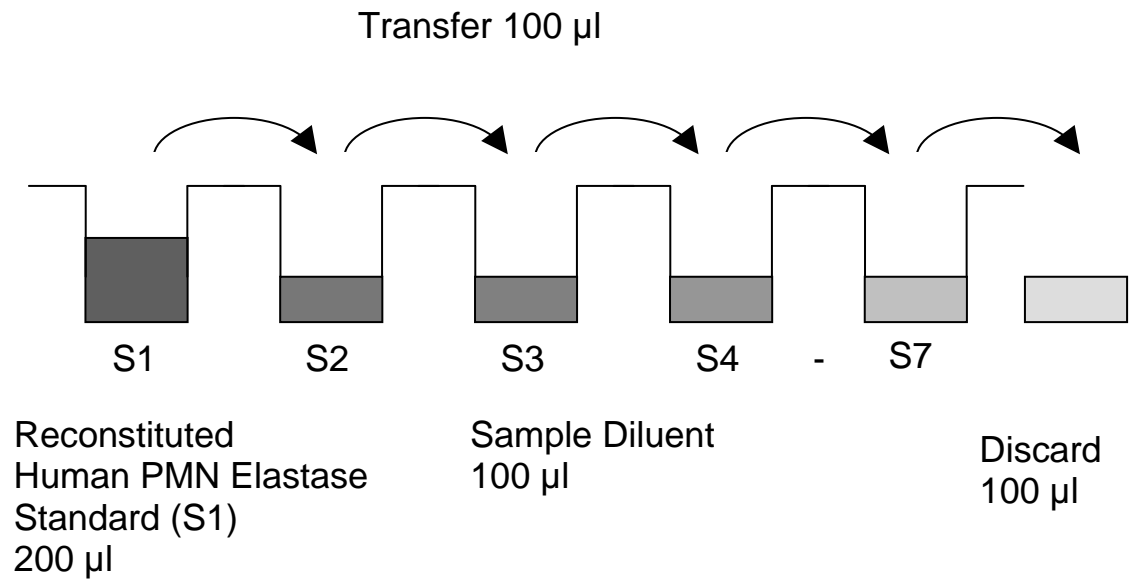 Transfer 100 µl
S1 S2 S3 S4 - S7
Reconstituted
Human PMN Elastase
Standard (S1)
200 µl
Sample Diluent
100 µl
Discard
100 µl